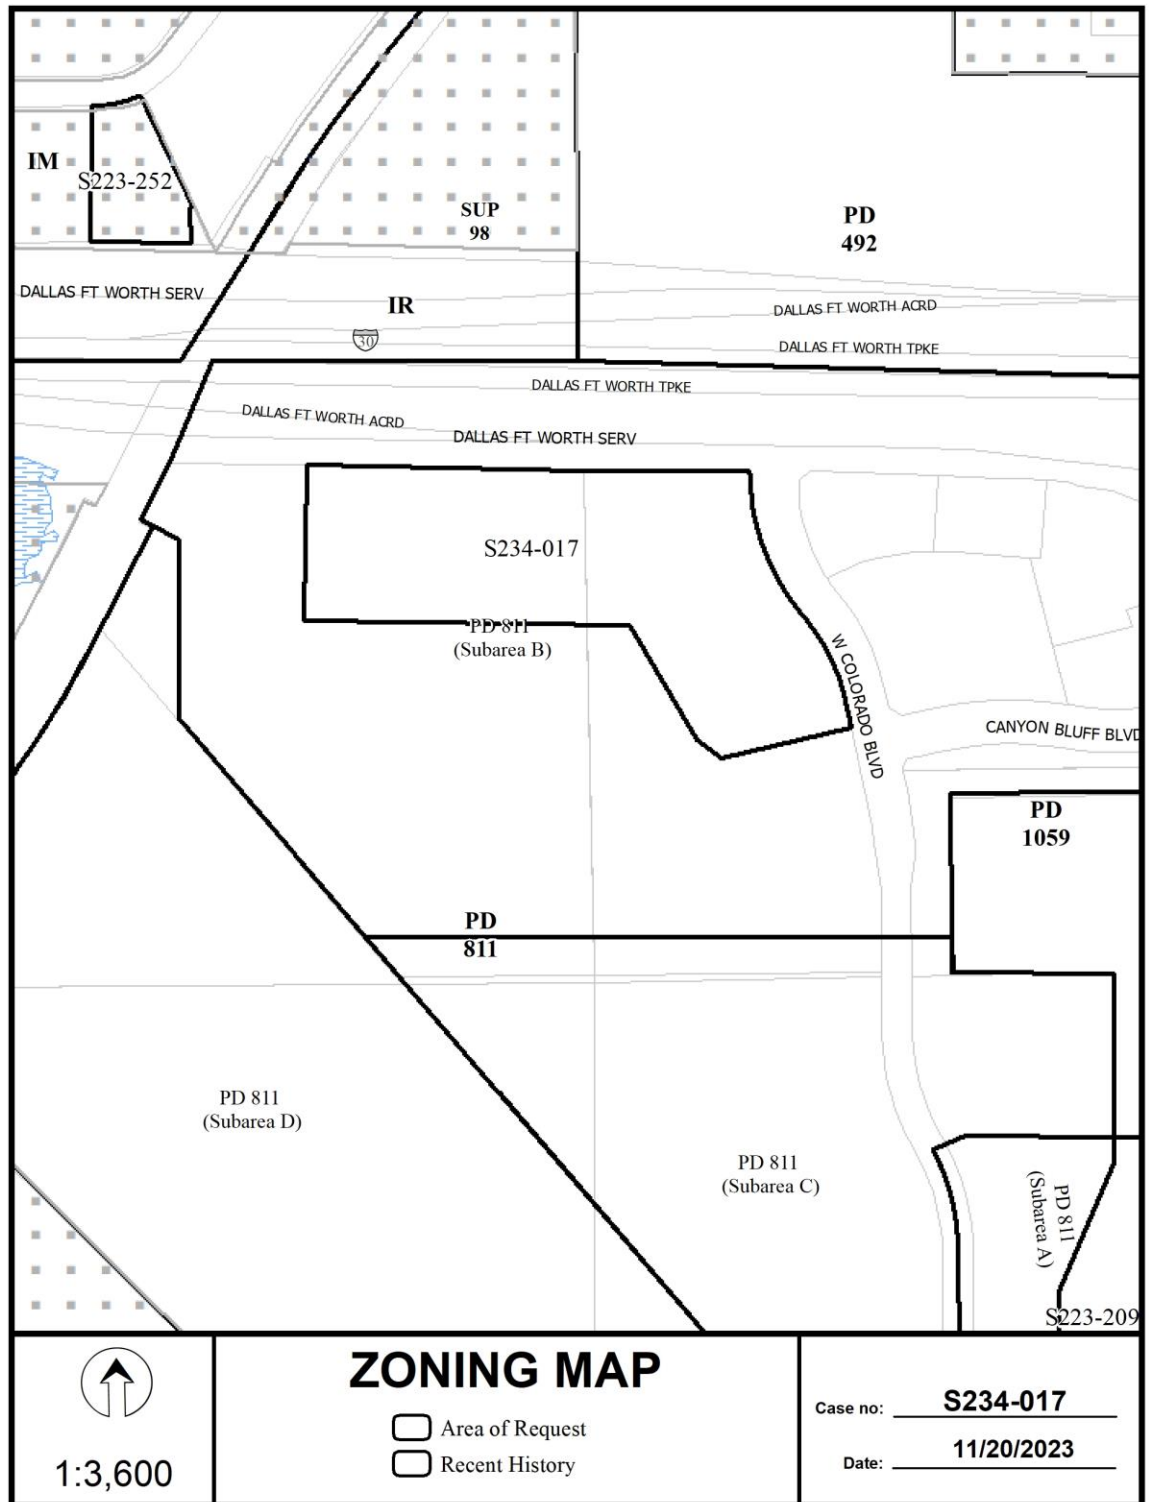 IM
S223-252
SUP
98
PD
492
DALLAS FT WORTH SERV
IR
DALLAS FT WORTH ACRD
30
DALLAS FT WORTH TPKE
DALLAS FT WORTH TPKE
DALLAS FT WORTH ACRD
DALLAS FT WORTH SERV
S234-017
PD 811
(Subarea B)
W COLORADO BLVD
CANYON BLUFF BLVD
PD
1059
PD
811
PD 811
(Subarea D)
PD 811
(Subarea C)
PD 811
(Subarea A)
S223-209
1:3,600
ZONING MAP
Area of Request
Recent History
Case no: S234-017
Date: 11/20/2023